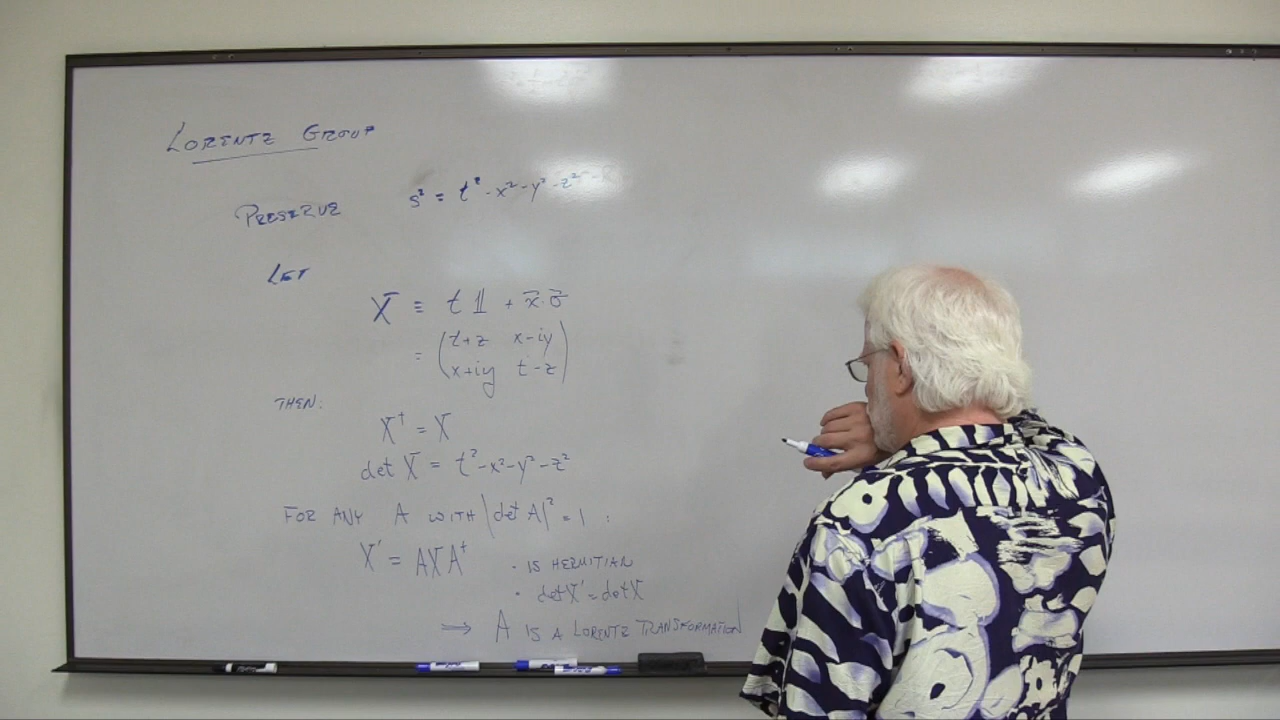 LORENTZ GROUP
PRESERVE s² = t² - x² - y² - z²
LET
X ≡ t 𝟙 + x⃗·σ⃗
= (t+z x-iy
x+iy t-z)
THEN:
X† = X
det X = t² - x² - y² - z²
FOR ANY A WITH |det A|² = 1 :
X' = AXA† · IS HERMITIAN
· det X' = det X
⟹ A IS A LORENTZ TRANSFORMATION